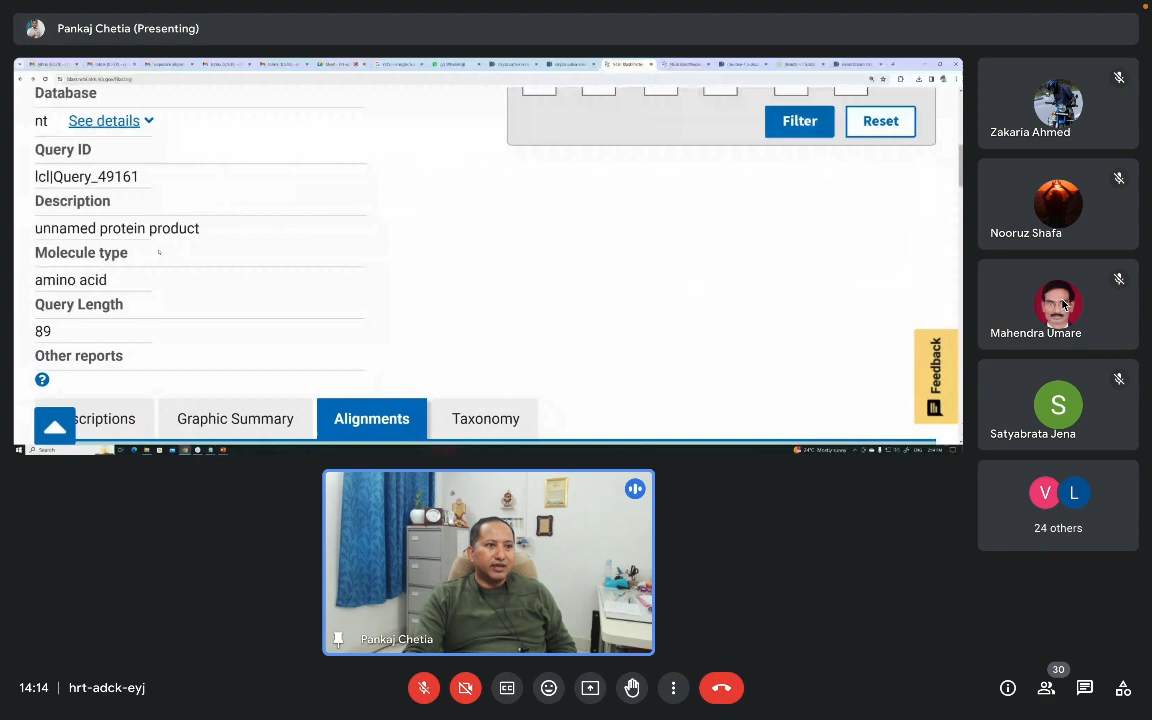 Pankaj Chetia (Presenting)
Database
nt See details
Query ID
lcl|Query_49161
Description
unnamed protein product
Molecule type
amino acid
Query Length
89
Other reports
?
Filter
Reset
Feedback
scriptions
Graphic Summary
Alignments
Taxonomy
Search
Zakaria Ahmed
Nooruz Shafa
Mahendra Umare
S
Satyabrata Jena
V L
24 others
Pankaj Chetia
14:14 | hrt-adck-eyj
30